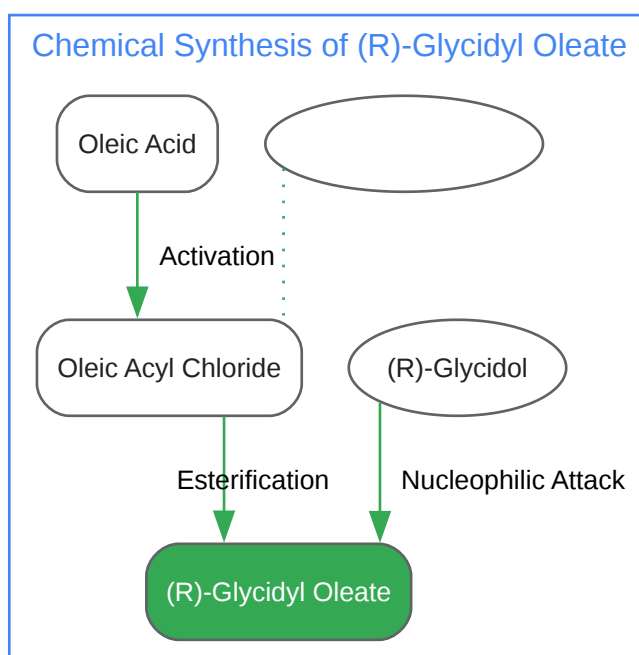 Chemical Synthesis of (R)-Glycidyl Oleate
Oleic Acid
Activation
Oleic Acyl Chloride
(R)-Glycidol
Esterification
Nucleophilic Attack
(R)-Glycidyl Oleate